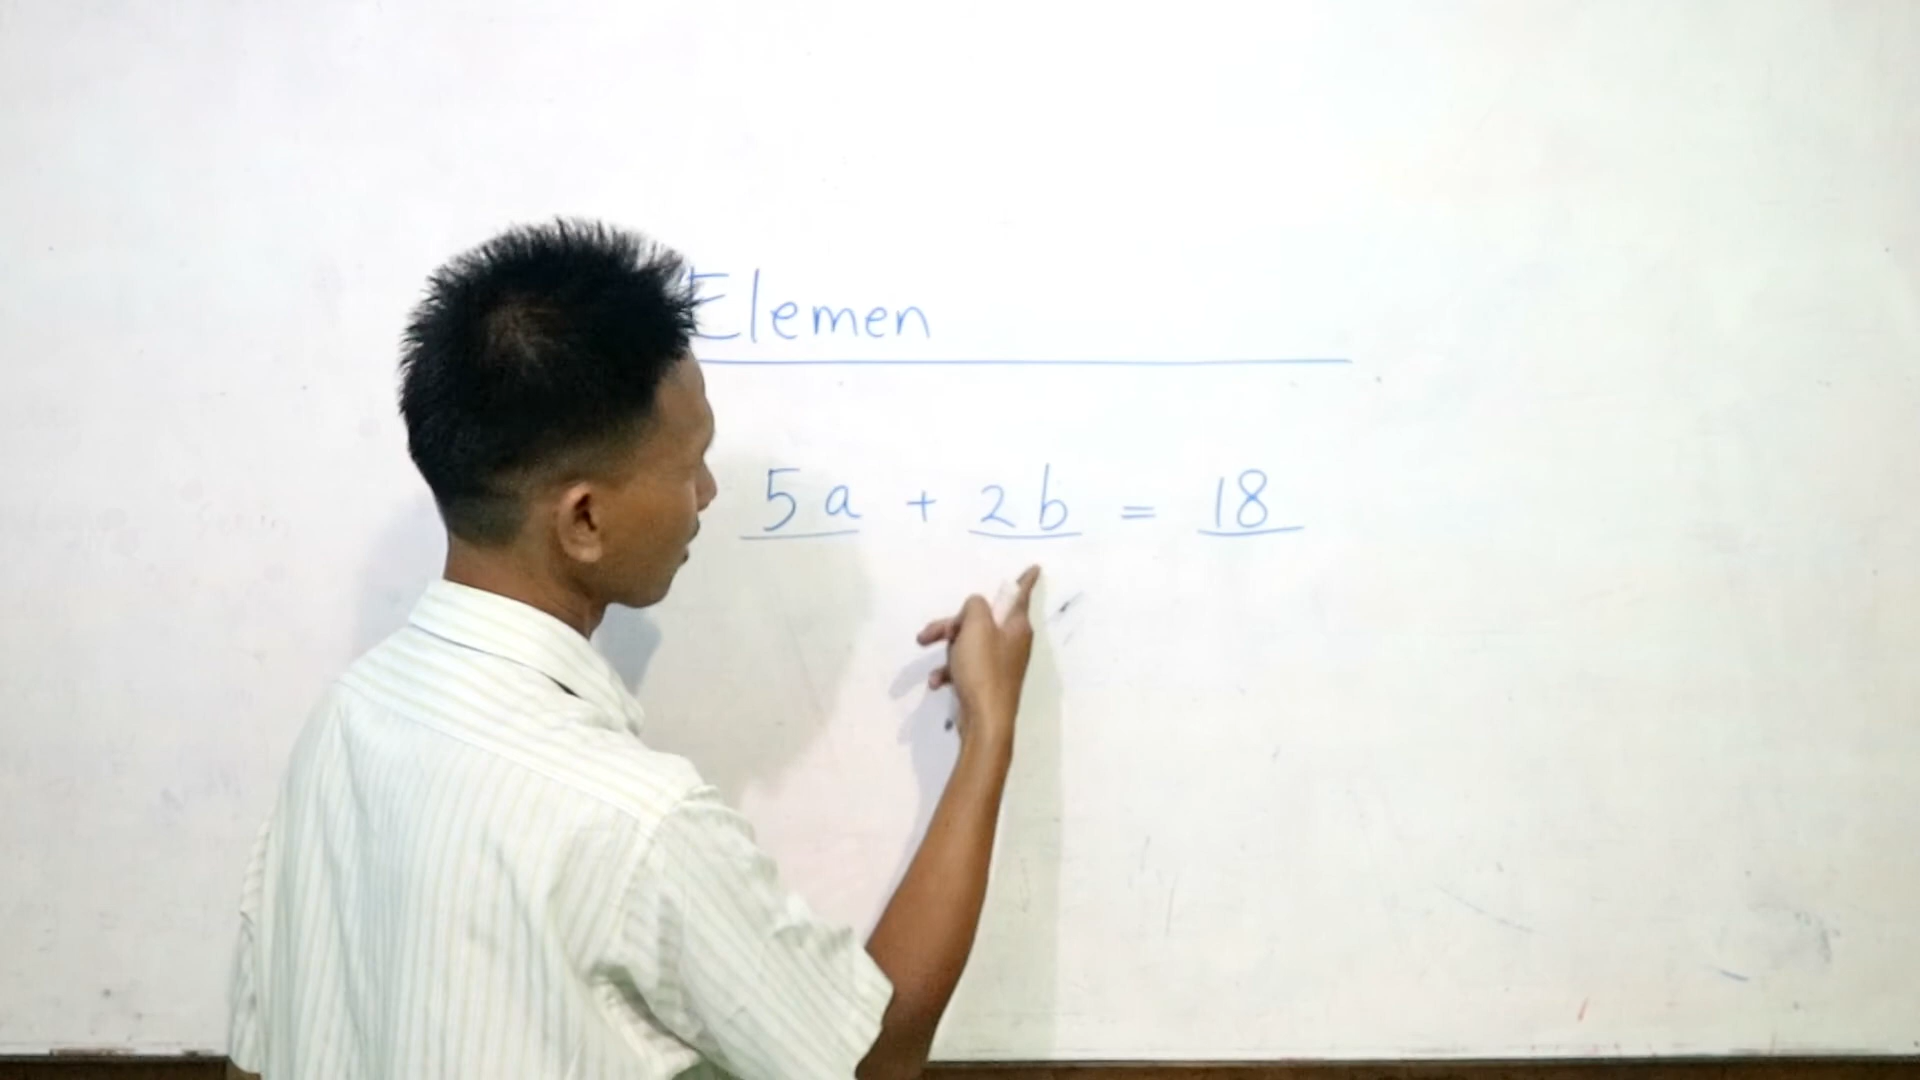 Elemen
5a + 2b = 18